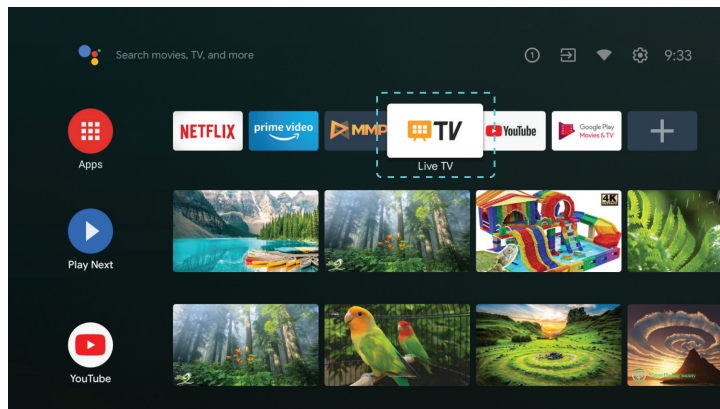 Search movies, TV, and more
1
9:33
Apps
NETFLIX
prime video
MMP
TV
Live TV
YouTube
Google Play
Movies & TV
Play Next
4K
YouTube